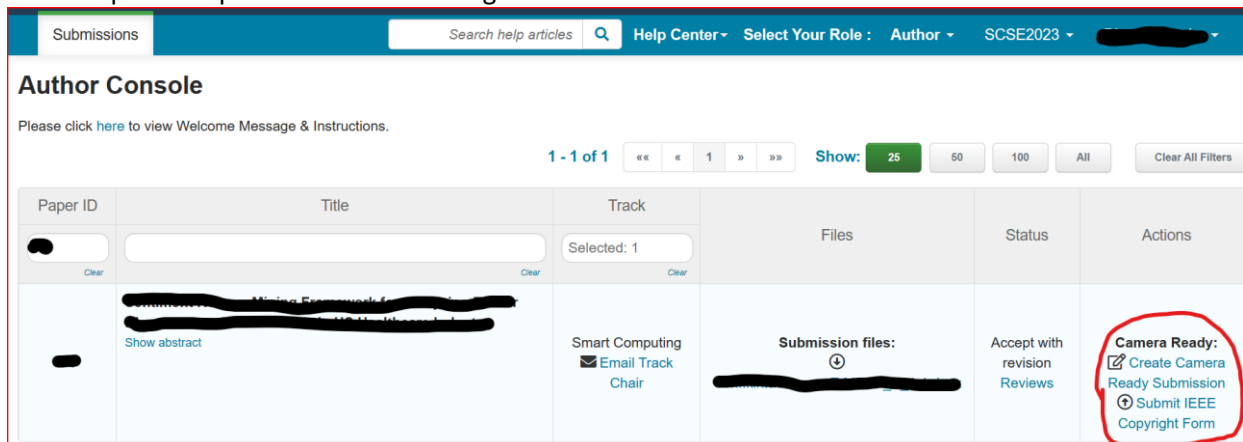 Submissions
Search help articles
Help Center
Select Your Role :
Author
SCSE2023
Author Console
Please click here to view Welcome Message & Instructions.
1 - 1 of 1 «« « 1 » »» Show: 25 50 100 All Clear All Filters
Paper ID
Title
Track
Files
Status
Actions
Selected: 1
Clear
Clear
Clear
Mining Framework
Show abstract
Smart Computing
Email Track
Chair
Submission files:
Accept with
revision
Reviews
Camera Ready:
Create Camera
Ready Submission
Submit IEEE
Copyright Form